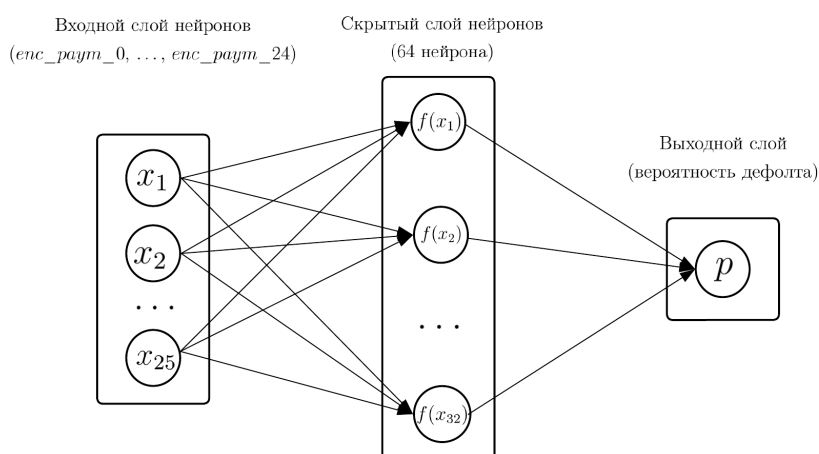 Входной слой нейронов
(enc_paym_0, ..., enc_paym_24)
Скрытый слой нейронов
(64 нейрона)
Выходной слой
(вероятность дефолта)
x₁
x₂
...
x₂₅
f(x₁)
f(x₂)
...
f(x₃₂)
p